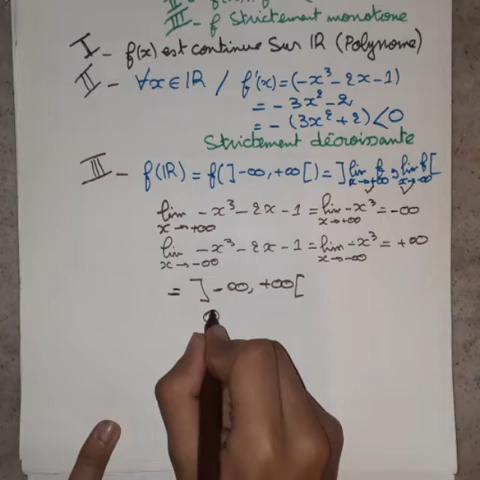 III - f Strictement monotone
I - f(x) est continue Sur IR (Polynome)
II - ∀x∈IR / f'(x)=(-x³-2x-1)
= -3x²-2
= -(3x²+2)<0
Strictement décroissante
III - f(IR) = f(]-∞,+∞[)=]lim f, lim f[
x→+∞ x→-∞
lim -x³-2x-1 = lim -x³ = -∞
x→+∞ x→+∞
lim -x³-2x-1 = lim -x³ = +∞
x→-∞ x→-∞
= ]-∞,+∞[